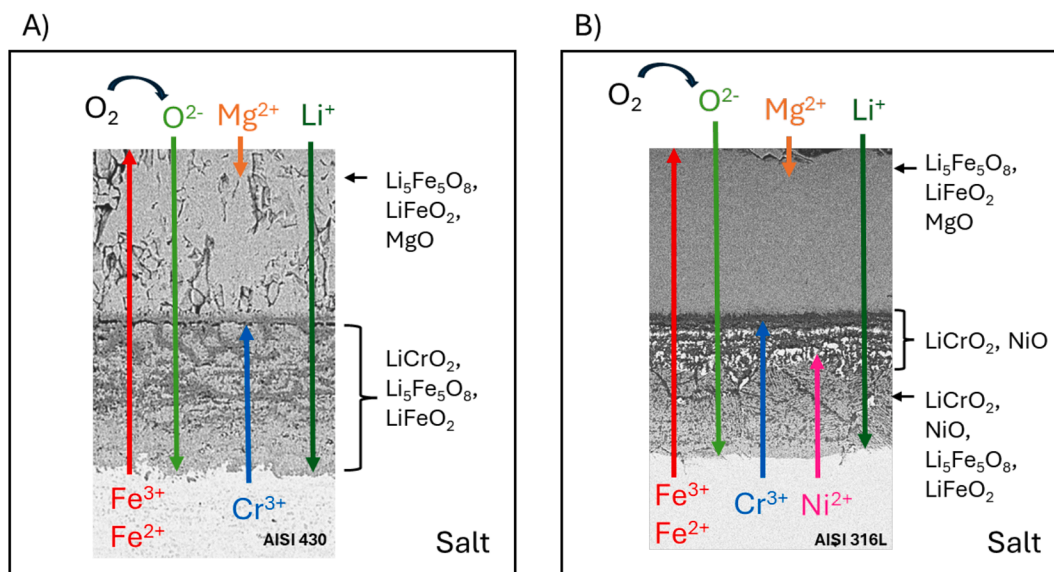 A)
O₂
O²⁻
Mg²⁺
Li⁺
Li₅Fe₅O₈,
LiFeO₂,
MgO
LiCrO₂,
Li₅Fe₅O₈,
LiFeO₂
Fe³⁺
Fe²⁺
Cr³⁺
AISI 430
Salt
B)
O₂
O²⁻
Mg²⁺
Li⁺
Li₅Fe₅O₈,
LiFeO₂
MgO
LiCrO₂, NiO
LiCrO₂,
NiO,
Li₅Fe₅O₈,
LiFeO₂
Fe³⁺
Fe²⁺
Cr³⁺
Ni²⁺
AISI 316L
Salt